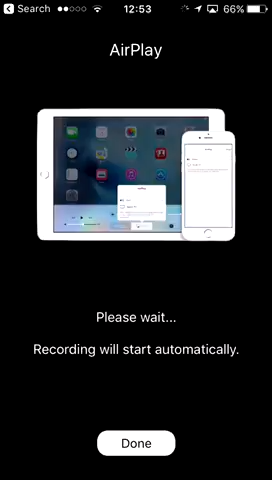 Search 12:53 66%
AirPlay
Please wait...
Recording will start automatically.
Done